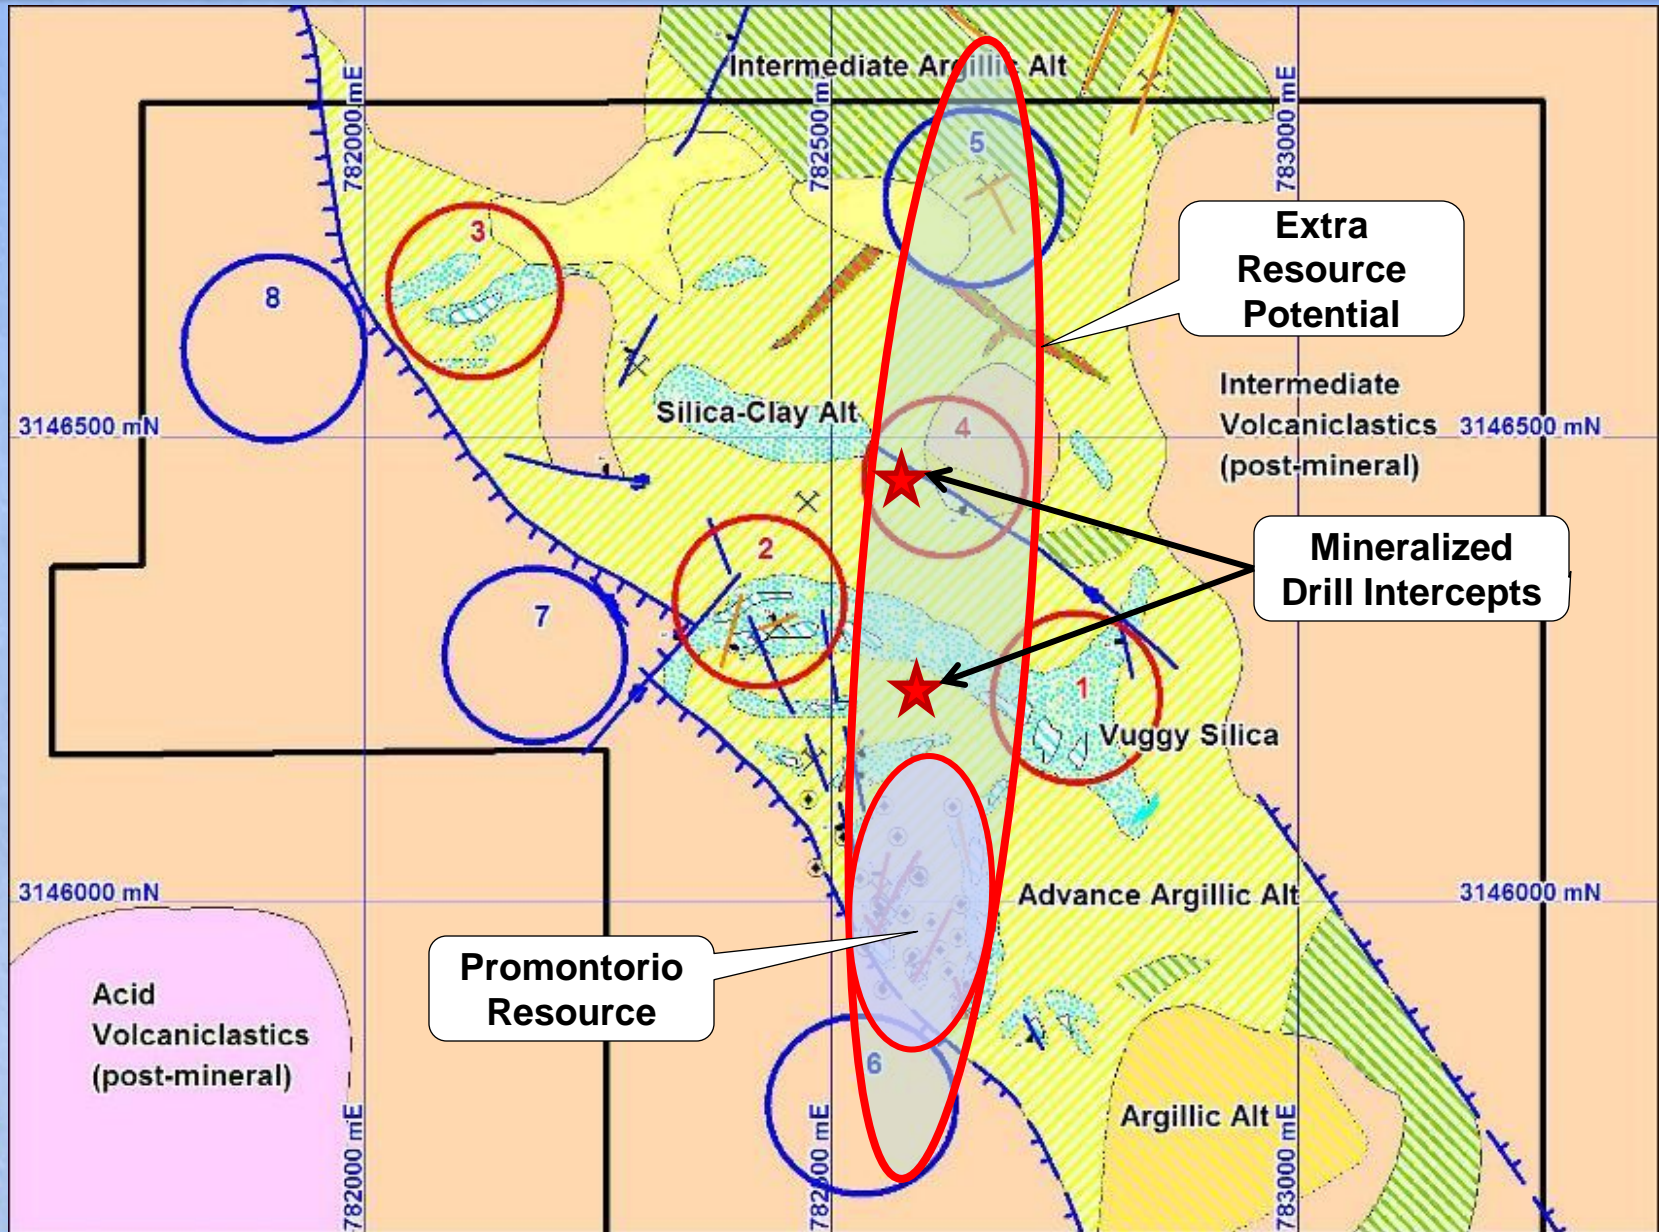 Intermediate Argillic Alt
782000 mE
782500 mE
783000 mE
5
Extra
Resource
Potential
3
8
Silica-Clay Alt
4
Intermediate
Volcaniclastics
(post-mineral)
3146500 mN
3146500 mN
2
Mineralized
Drill Intercepts
7
1
Vuggy Silica
3146000 mN
Advance Argillic Alt
3146000 mN
Promontorio
Resource
Acid
Volcaniclastics
(post-mineral)
6
Argillic Alt
782000 mE
782500 mE
783000 mE